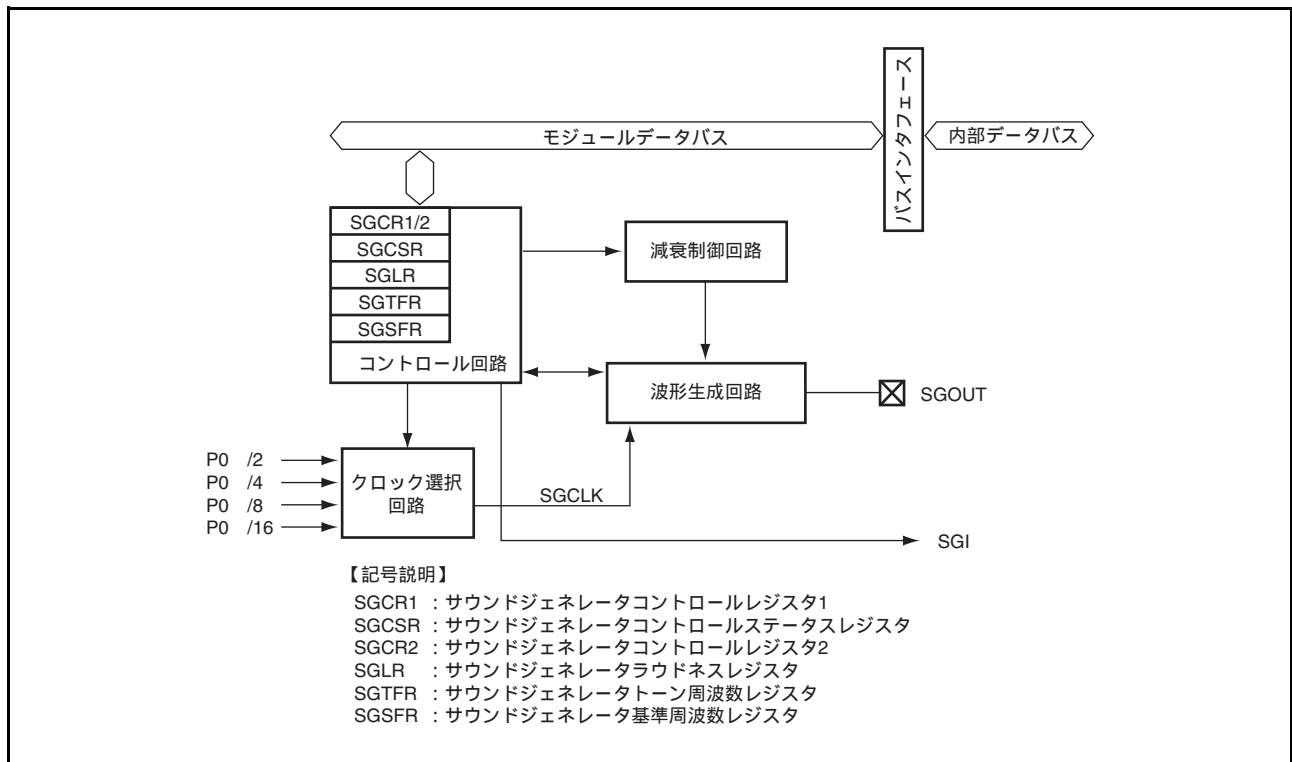 バスインタフェース
モジュールデータバス
内部データバス
SGCR1/2
SGCSR
SGLR
SGTFR
SGSFR
コントロール回路
減衰制御回路
波形生成回路
SGOUT
P0 /2
P0 /4
P0 /8
P0 /16
クロック選択
回路
SGCLK
SGI
【記号説明】
SGCR1 :サウンドジェネレータコントロールレジスタ1
SGCSR :サウンドジェネレータコントロールステータスレジスタ
SGCR2 :サウンドジェネレータコントロールレジスタ2
SGLR :サウンドジェネレータラウドネスレジスタ
SGTFR :サウンドジェネレータトーン周波数レジスタ
SGSFR :サウンドジェネレータ基準周波数レジスタ